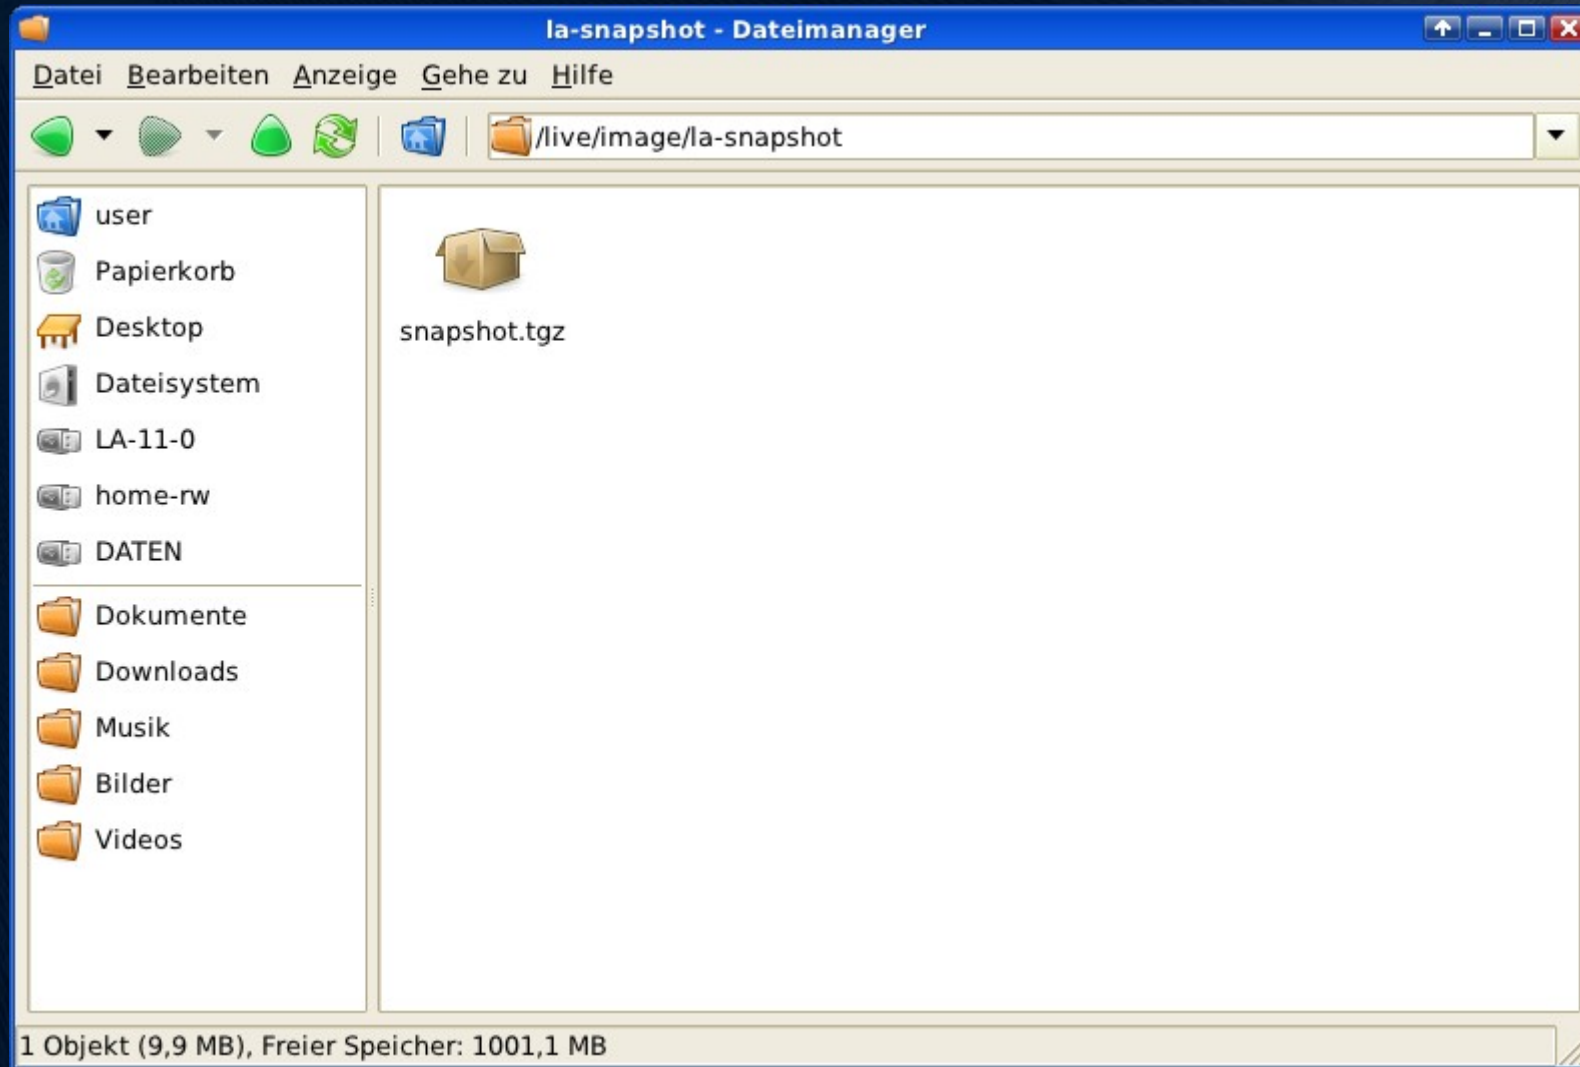 la-snapshot - Dateimanager
Datei Bearbeiten Anzeige Gehe zu Hilfe
/live/image/la-snapshot
user
Papierkorb
Desktop
Dateisystem
LA-11-0
home-rw
DATEN
Dokumente
Downloads
Musik
Bilder
Videos
snapshot.tgz
1 Objekt (9,9 MB), Freier Speicher: 1001,1 MB